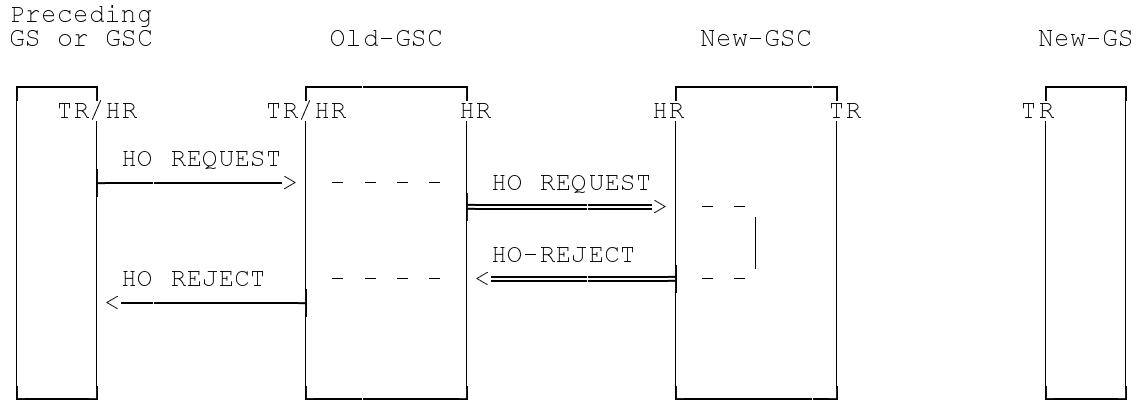 Preceding
GS or GSC Old-GSC New-GSC New-GS
TR/HR TR/HR HR HR TR TR
HO REQUEST
HO REQUEST
HO-REJECT
HO REJECT